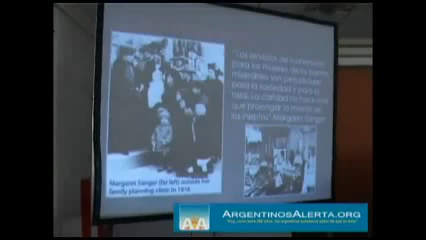 "Los servicios de maternidad
para las mujeres de los barrios
miserables son perjudiciales
para la sociedad y para la
raza. La caridad no hace más
que prolongar la miseria de
los ineptos" Margaret Sanger
Margaret Sanger (far left) outside her
family planning clinic in 1916
ARGENTINOSALERTA.ORG